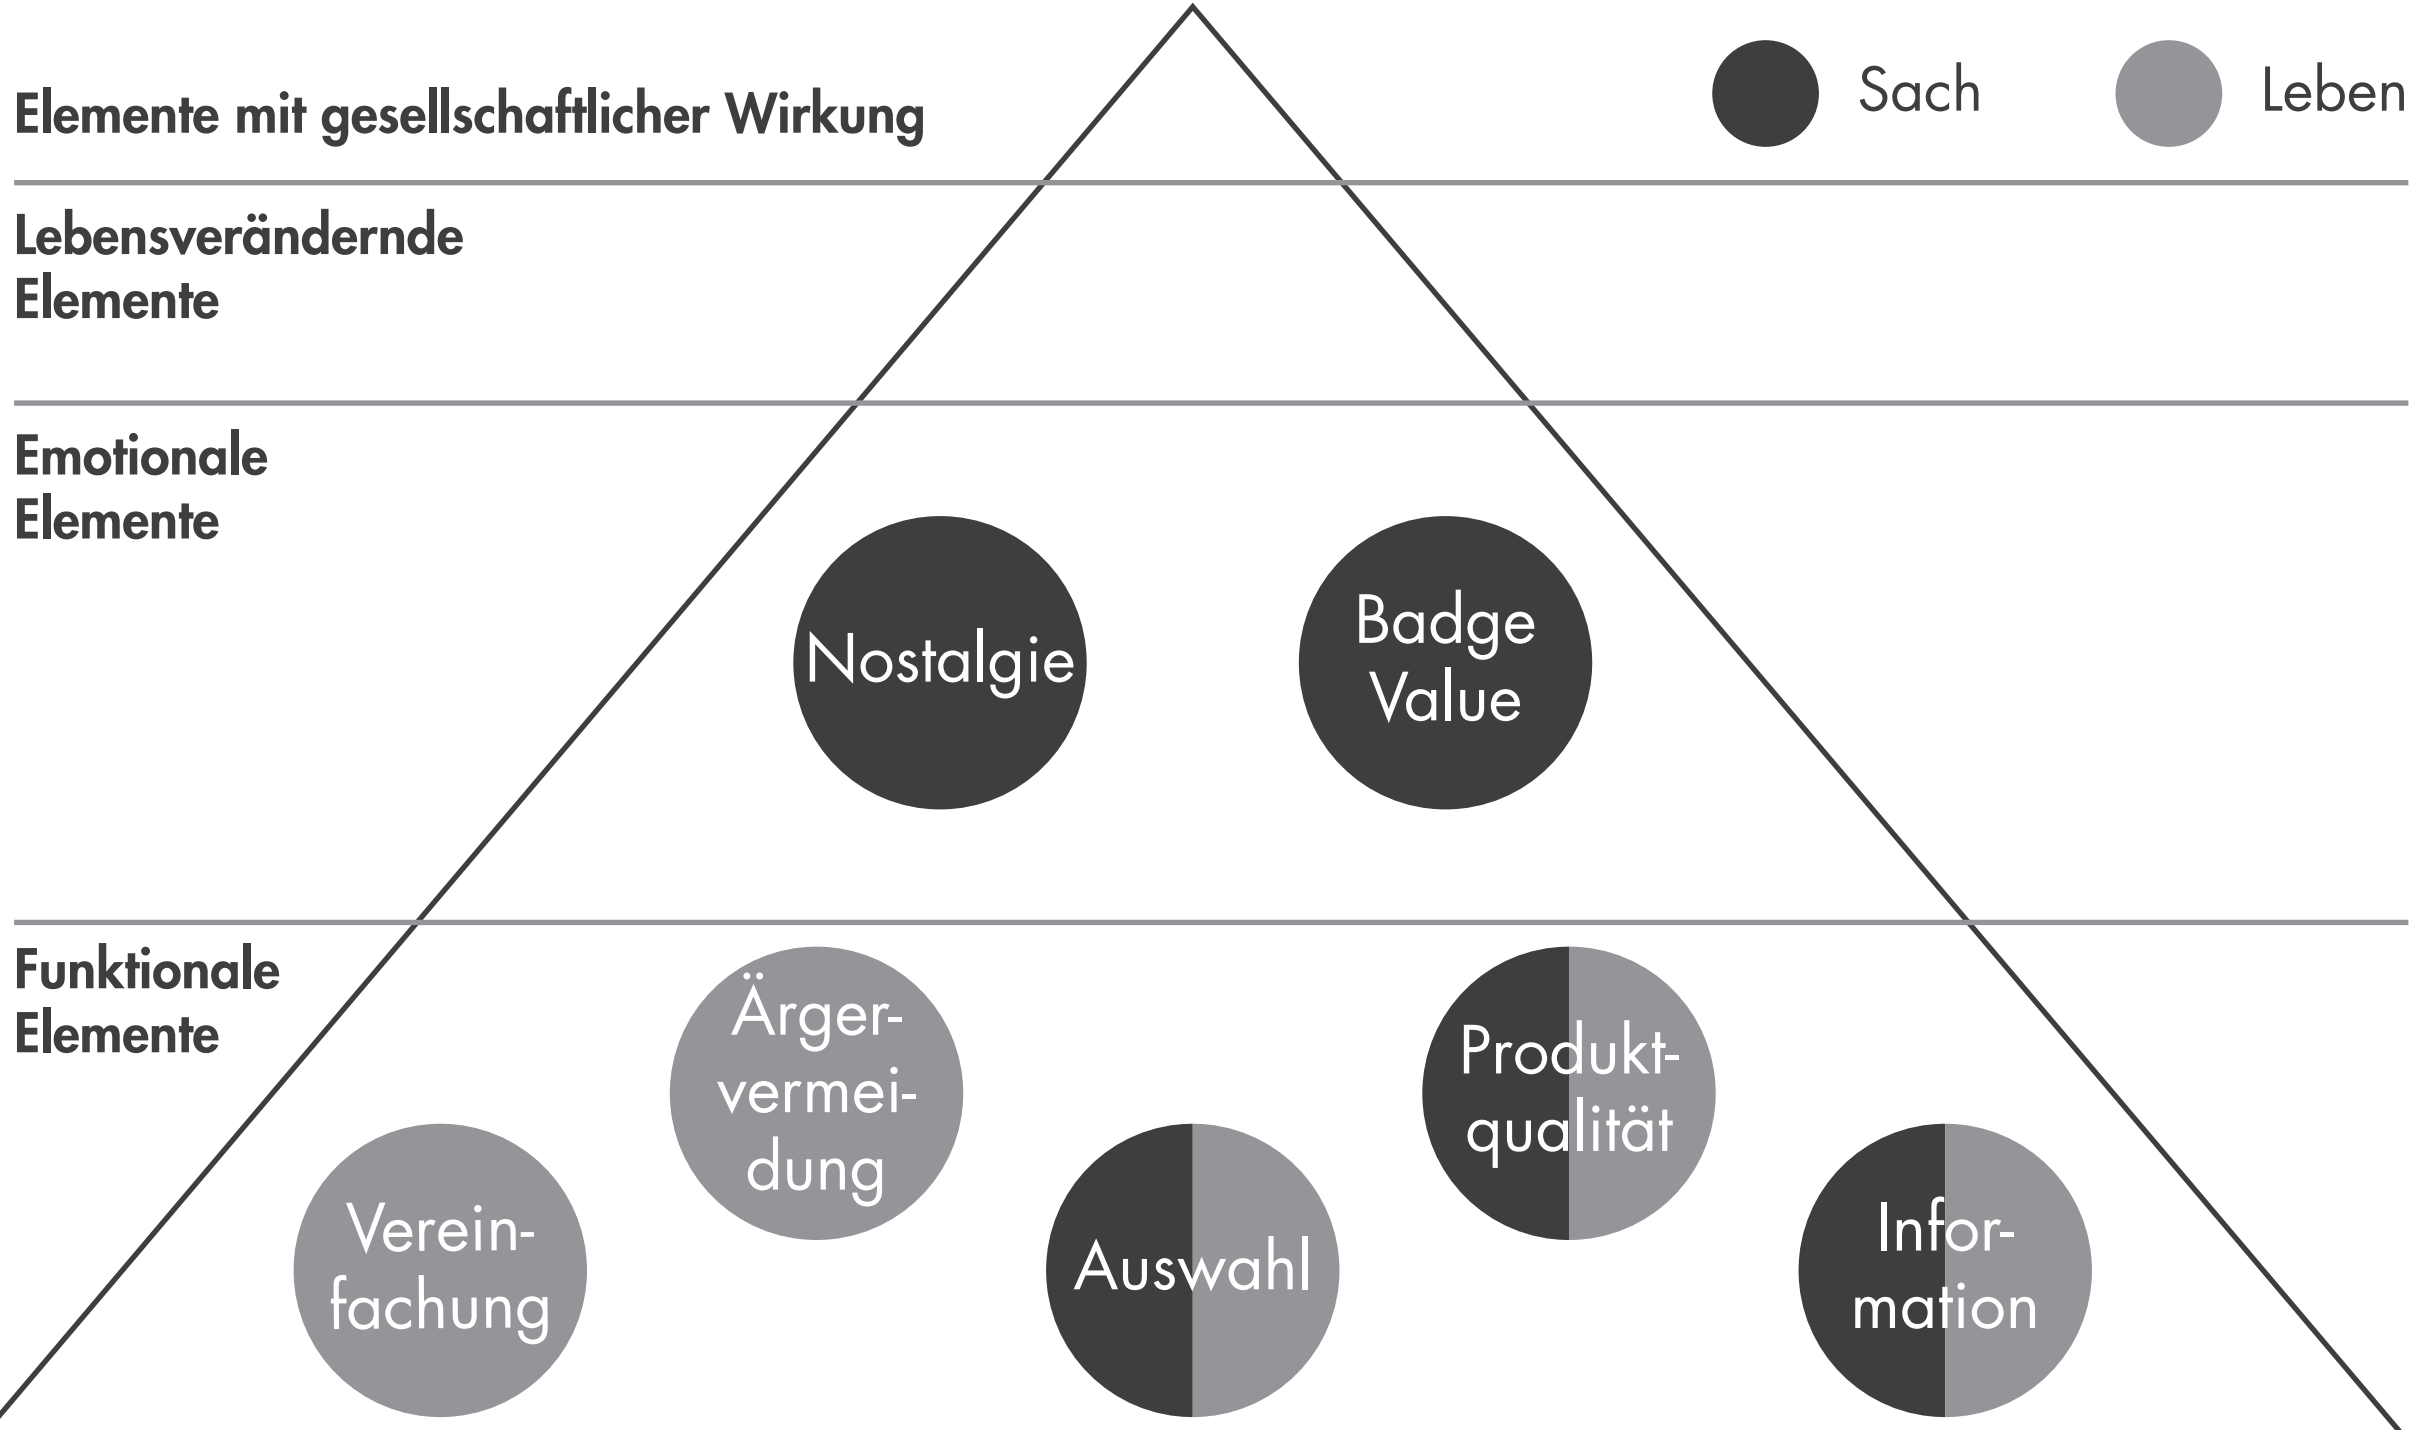 Elemente mit gesellschaftlicher Wirkung
Sach
Leben
Lebensverändernde
Elemente
Emotionale
Elemente
Nostalgie
Badge
Value
Funktionale
Elemente
Verein-
fachung
Ärger-
vermei-
dung
Auswahl
Produkt-
qualität
Infor-
mation